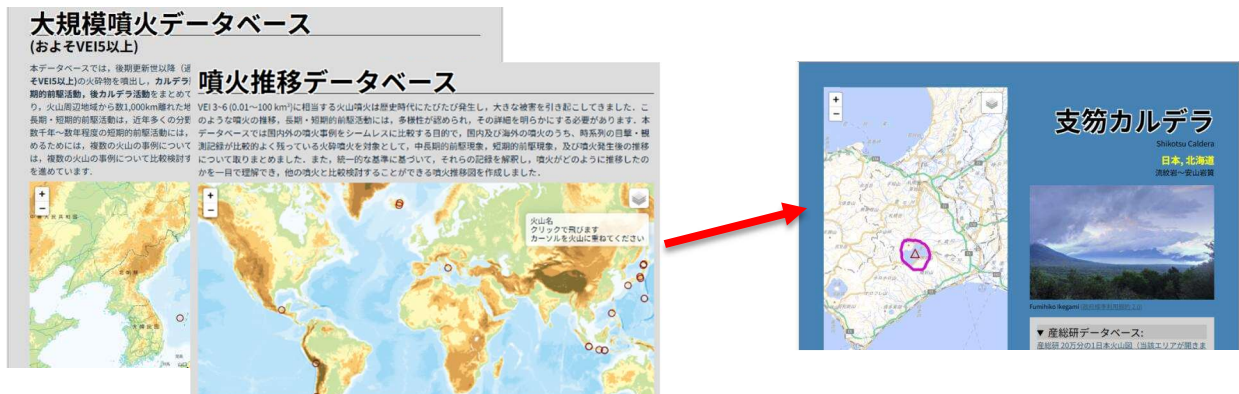 大規模噴火データベース
(およそVEI5以上)
本データベースでは，後期更新世以降（過
そVEI5以上)の火砕物を噴出し，カルデラ
期的前駆活動，後カルデラ活動をまとめて
り，火山周辺地域から数1,000km離れた地
長期・短期的前駆活動は，近年多くの分野
数千年〜数年程度の短期的前駆活動には，
めるためには，複数の火山の事例について
は，複数の火山の事例について比較検討す
を進めています．
噴火推移データベース
VEI 3~6 (0.01〜100 km³)に相当する火山噴火は歴史時代にたびたび発生し，大きな被害を引き起こしてきました．こ
のような噴火の推移，長期・短期的前駆活動には，多様性が認められ，その詳細を明らかにする必要があります．本
データベースでは国内外の噴火事例をシームレスに比較する目的で，国内及び海外の噴火のうち，時系列の目撃・観
測記録が比較的よく残っている火砕噴火を対象として，中長期的前駆現象，短期的前駆現象，及び噴火発生後の推移
について取りまとめました．また，統一的な基準に基づいて，それらの記録を解釈し，噴火がどのように推移したの
かを一目で理解でき，他の噴火と比較検討することができる噴火推移図を作成しました．
+
−
+
−
火山名
クリックで飛びます
カーソルを火山に重ねてください
+
−
支笏カルデラ
Shikotsu Caldera
日本, 北海道
流紋岩〜安山岩質
Fumihiko Ikegami
▼ 産総研データベース:
産総研 20万分の1日本火山図（当該エリアが開きま